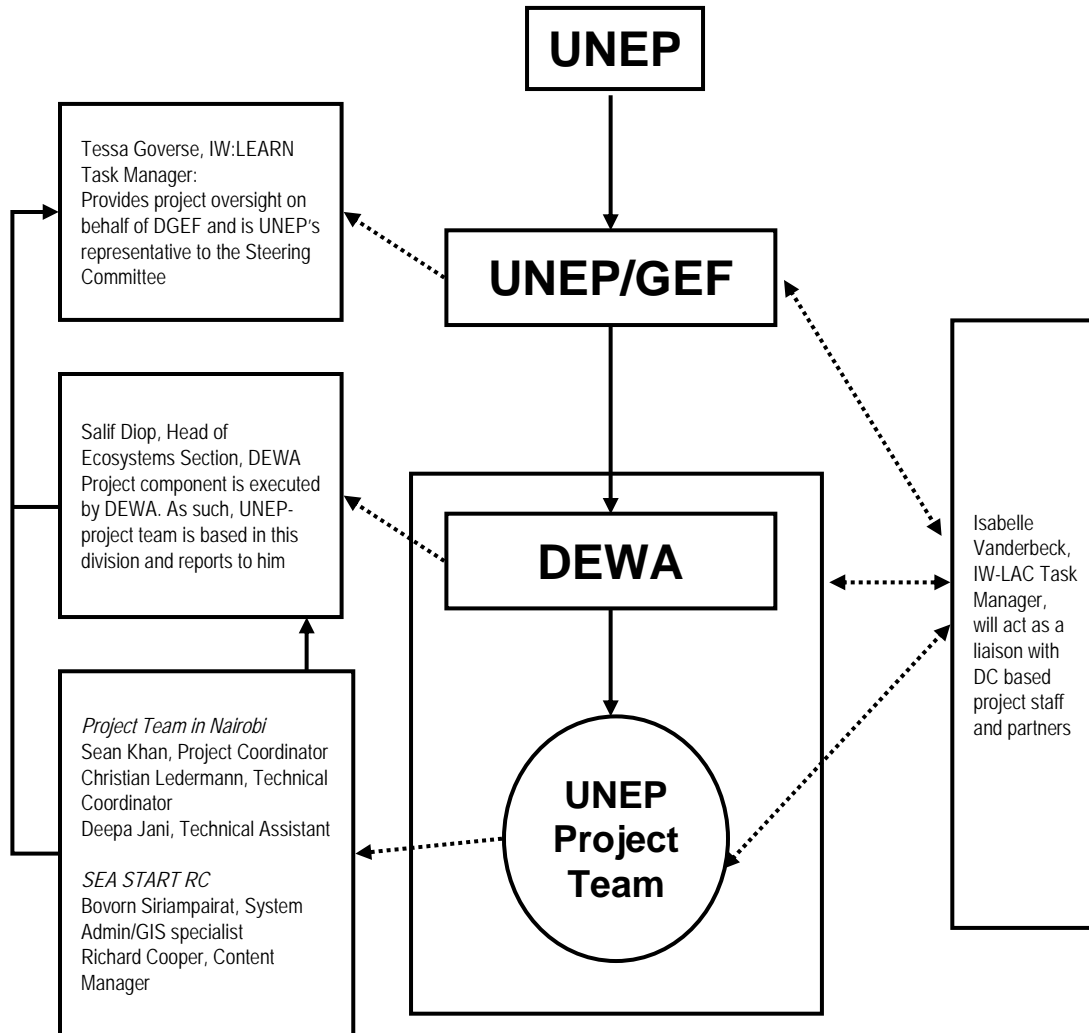 UNEP
Tessa Goverse, IW:LEARN
Task Manager:
Provides project oversight on
behalf of DGEF and is UNEP's
representative to the Steering
Committee
UNEP/GEF
Salif Diop, Head of
Ecosystems Section, DEWA
Project component is executed
by DEWA. As such, UNEP-
project team is based in this
division and reports to him
DEWA
Isabelle
Vanderbeck,
IW-LAC Task
Manager,
will act as a
liaison with
DC based
project staff
and partners
Project Team in Nairobi
Sean Khan, Project Coordinator
Christian Ledermann, Technical
Coordinator
Deepa Jani, Technical Assistant
SEA START RC
Bovorn Siriampairat, System
Admin/GIS specialist
Richard Cooper, Content
Manager
UNEP
Project
Team